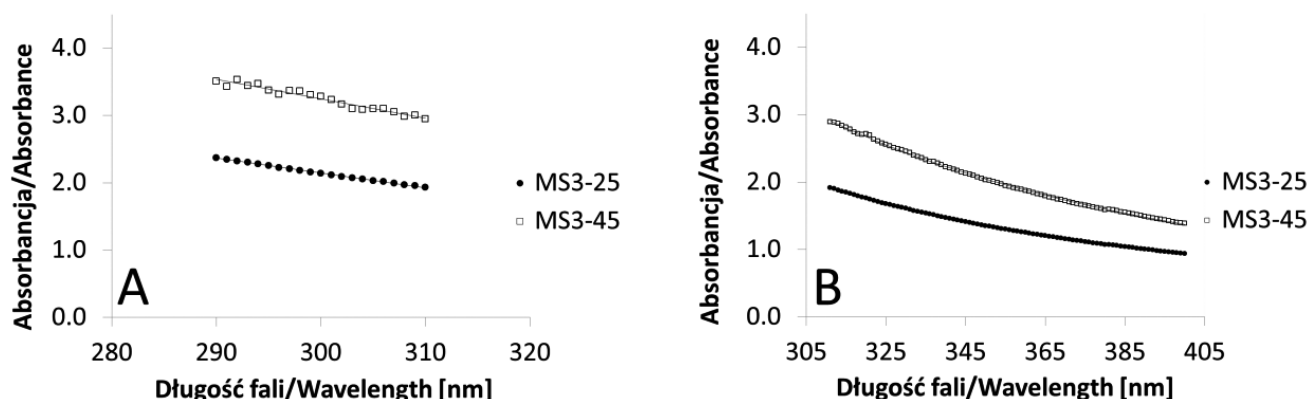 Absorbancja/Absorbance
4.0
3.0
2.0
1.0
0.0
A
280
290
300
310
320
Długość fali/Wavelength [nm]
MS3-25
MS3-45
Absorbancja/Absorbance
4.0
3.0
2.0
1.0
0.0
B
305
325
345
365
385
405
Długość fali/Wavelength [nm]
MS3-25
MS3-45